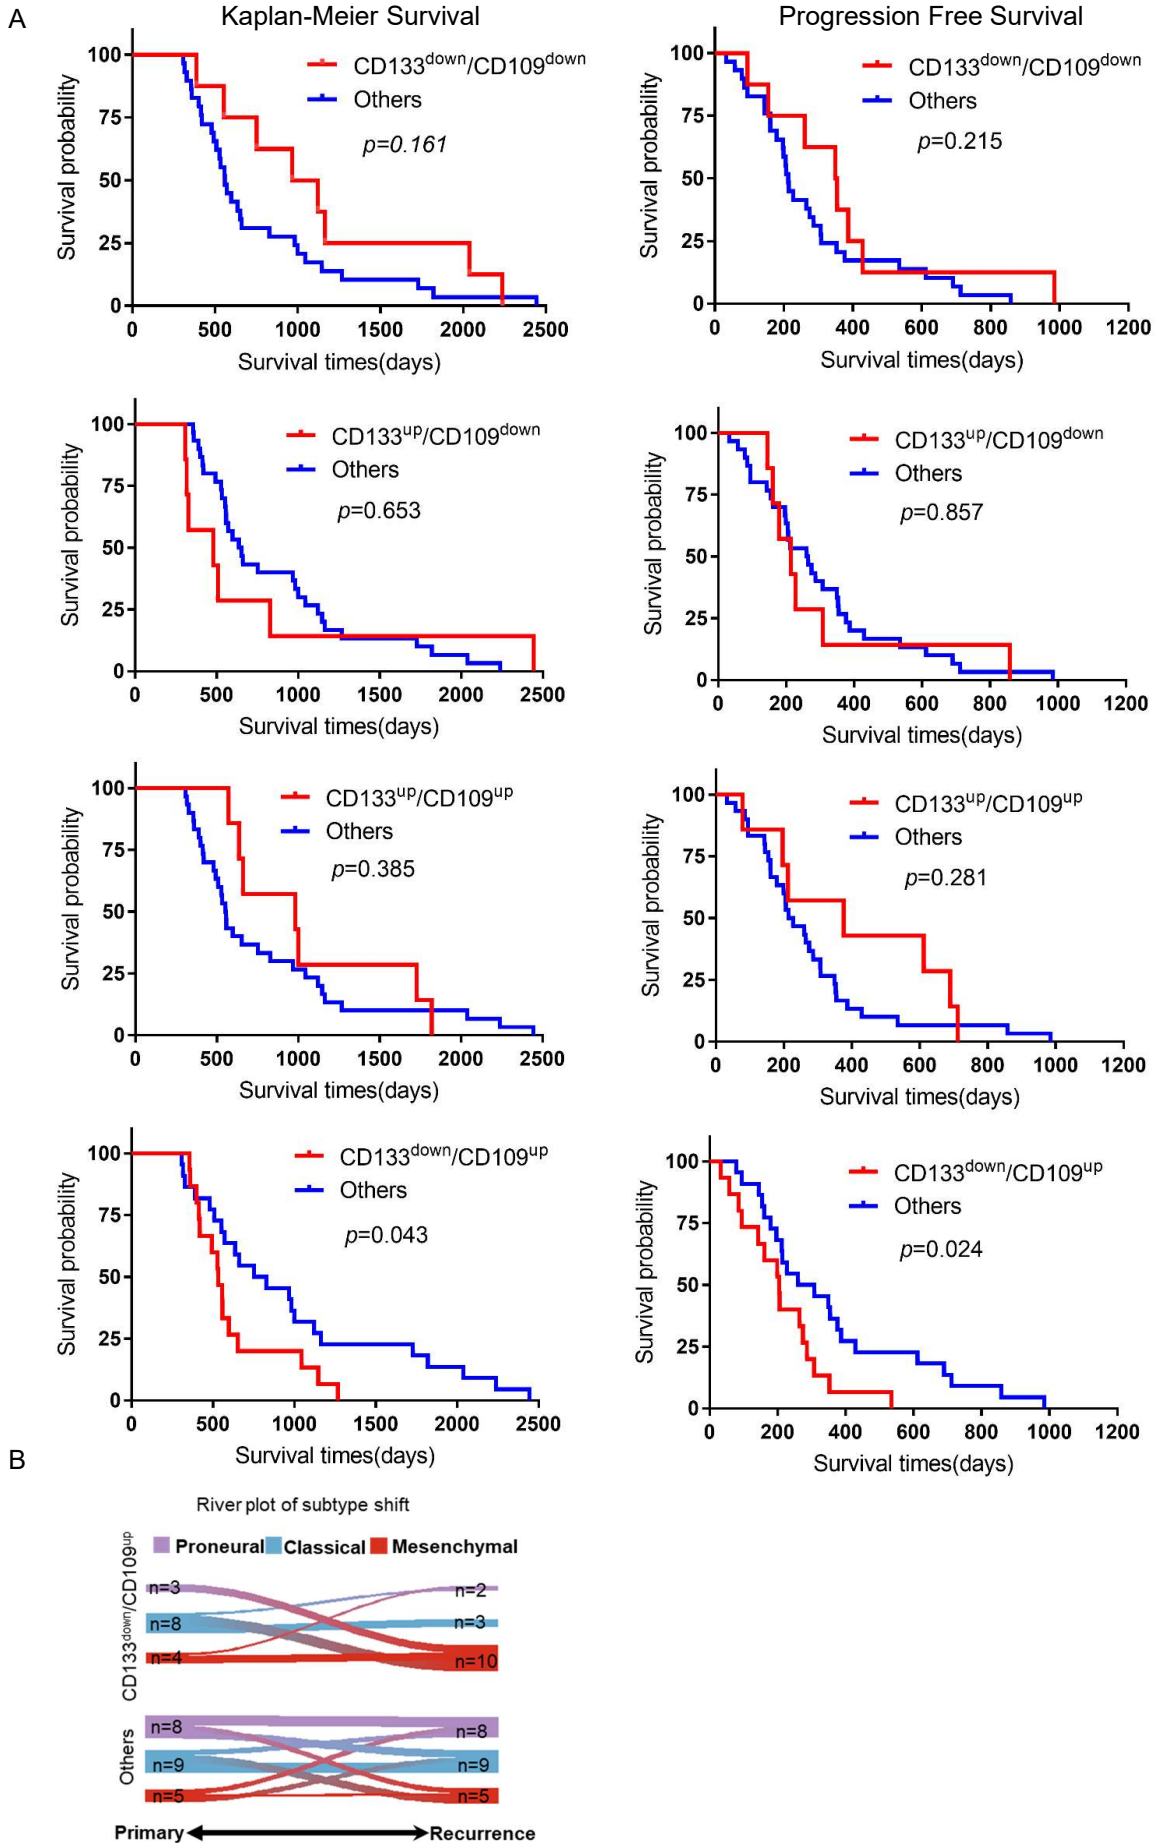 A
Kaplan-Meier Survival
Progression Free Survival
Survival probability
100
75
50
25
0
CD133down/CD109down
Others
p=0.161
0 500 1000 1500 2000 2500
Survival times(days)
Survival probability
100
75
50
25
0
CD133down/CD109down
Others
p=0.215
0 200 400 600 800 1000 1200
Survival times(days)
Survival probability
100
75
50
25
0
CD133up/CD109down
Others
p=0.653
0 500 1000 1500 2000 2500
Survival times(days)
Survival probability
100
75
50
25
0
CD133up/CD109down
Others
p=0.857
0 200 400 600 800 1000 1200
Survival times(days)
Survival probability
100
75
50
25
0
CD133up/CD109up
Others
p=0.385
0 500 1000 1500 2000 2500
Survival times(days)
Survival probability
100
75
50
25
0
CD133up/CD109up
Others
p=0.281
0 200 400 600 800 1000 1200
Survival times(days)
Survival probability
100
75
50
25
0
CD133down/CD109up
Others
p=0.043
0 500 1000 1500 2000 2500
Survival times(days)
Survival probability
100
75
50
25
0
CD133down/CD109up
Others
p=0.024
0 200 400 600 800 1000 1200
Survival times(days)
B
River plot of subtype shift
Proneural Classical Mesenchymal
CD133down/CD109up
n=3
n=2
n=8
n=3
n=4
n=10
Others
n=8
n=8
n=9
n=9
n=5
n=5
Primary Recurrence